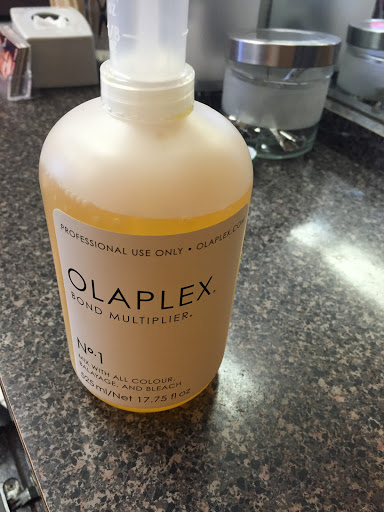 PROFESSIONAL USE ONLY • OLAPLEX.COM
OLAPLEX.
BOND MULTIPLIER.
Nº.1
MIX WITH ALL COLOUR,
BALAYAGE, AND BLEACH
525 ml/Net 17.75 fl oz